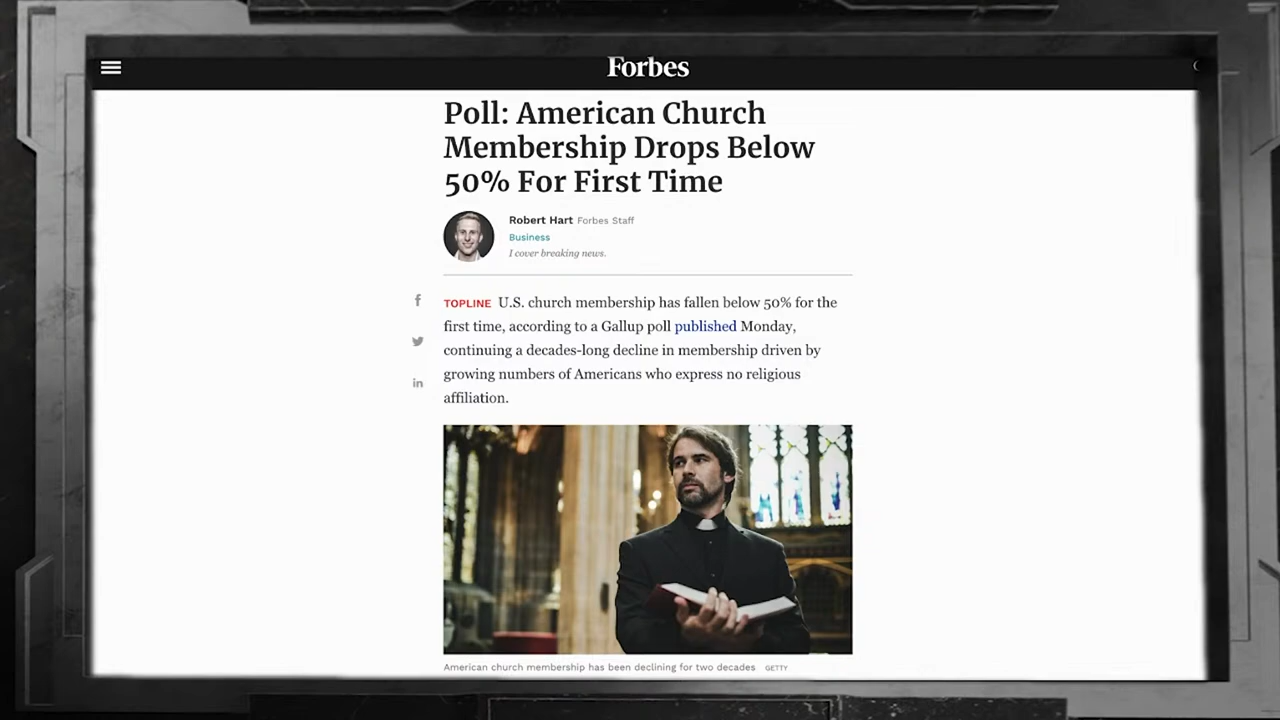 Forbes
Poll: American Church
Membership Drops Below
50% For First Time
Robert Hart Forbes Staff
Business
I cover breaking news.
TOPLINE U.S. church membership has fallen below 50% for the
first time, according to a Gallup poll published Monday,
continuing a decades-long decline in membership driven by
growing numbers of Americans who express no religious
affiliation.
American church membership has been declining for two decades GETTY